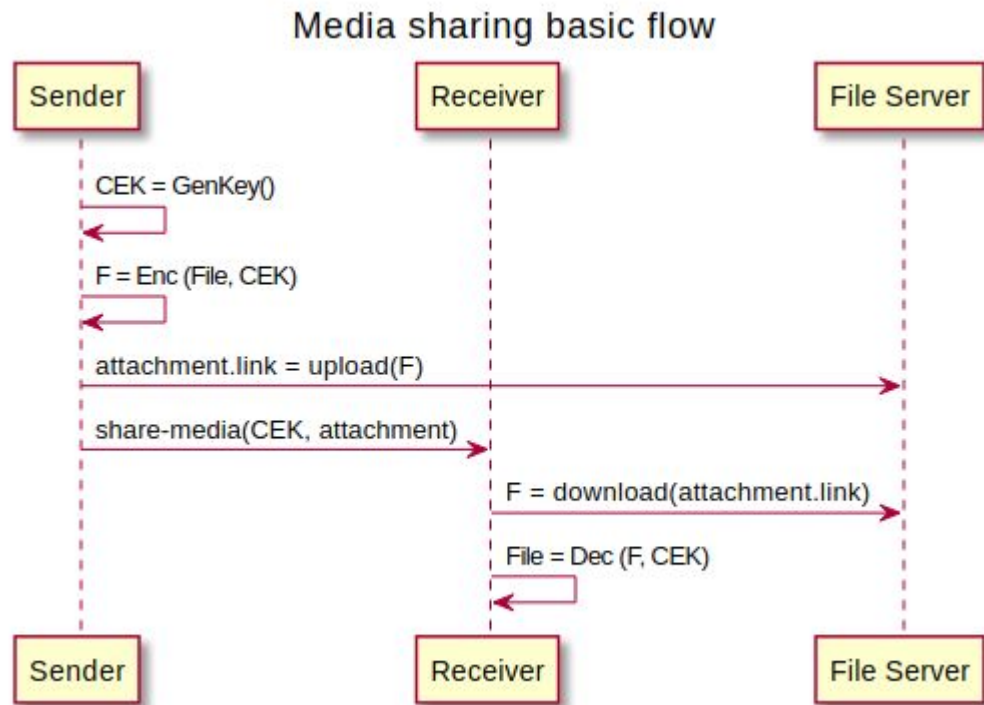 Media sharing basic flow
Sender
Receiver
File Server
CEK = GenKey()
F = Enc (File, CEK)
attachment.link = upload(F)
share-media(CEK, attachment)
F = download(attachment.link)
File = Dec (F, CEK)
Sender
Receiver
File Server